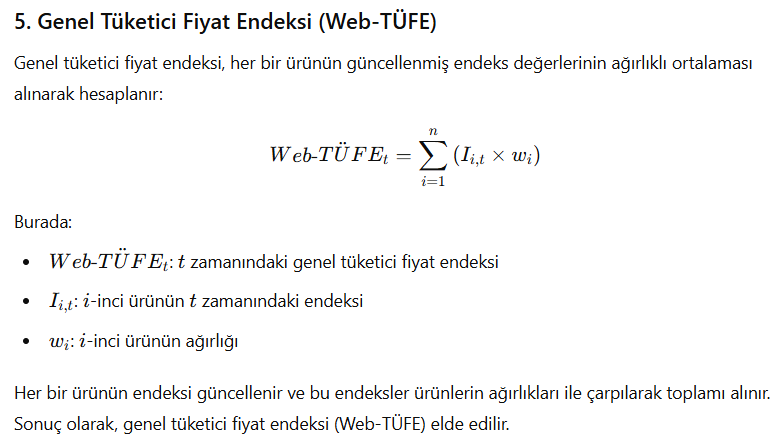 5. Genel Tüketici Fiyat Endeksi (Web-TÜFE)
Genel tüketici fiyat endeksi, her bir ürünün güncellenmiş endeks değerlerinin ağırlıklı ortalaması
alınarak hesaplanır:
Web-TÜFE_t = \sum_{i=1}^{n} (I_{i,t} × w_i)
Burada:
• Web-TÜFE_t: t zamanındaki genel tüketici fiyat endeksi
• I_{i,t}: i-inci ürünün t zamanındaki endeksi
• w_i: i-inci ürünün ağırlığı
Her bir ürünün endeksi güncellenir ve bu endeksler ürünlerin ağırlıkları ile çarpılarak toplamı alınır.
Sonuç olarak, genel tüketici fiyat endeksi (Web-TÜFE) elde edilir.